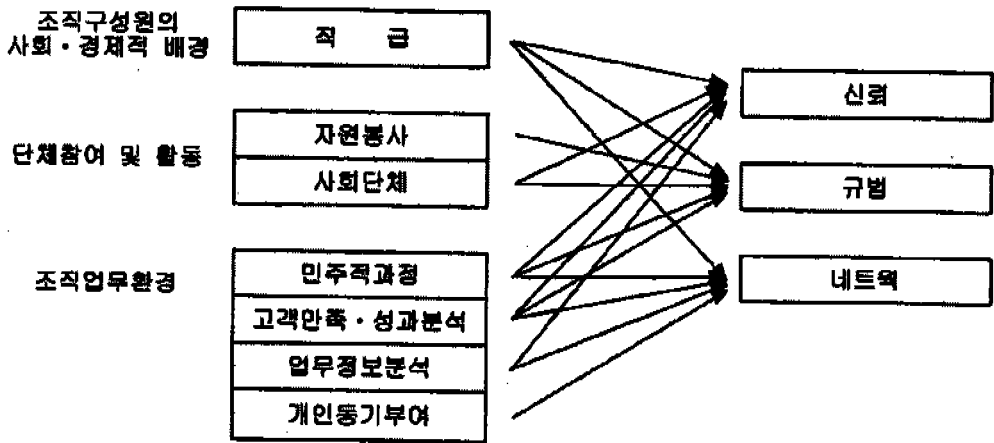 조직구성원의
사회·경제적 배경
직 급
신뢰
자원봉사
단체참여 및 활동
사회단체
규범
민주적과정
조직업무환경
네트웍
고객만족·성과분석
업무정보분석
개인동기부여